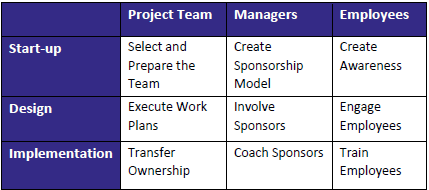 Project Team Managers Employees
Start-up Select and Create Create
Prepare the Sponsorship Awareness
Team Model
Design Execute Work Involve Engage
Plans Sponsors Employees
Implementation Transfer Coach Sponsors Train
Ownership Employees